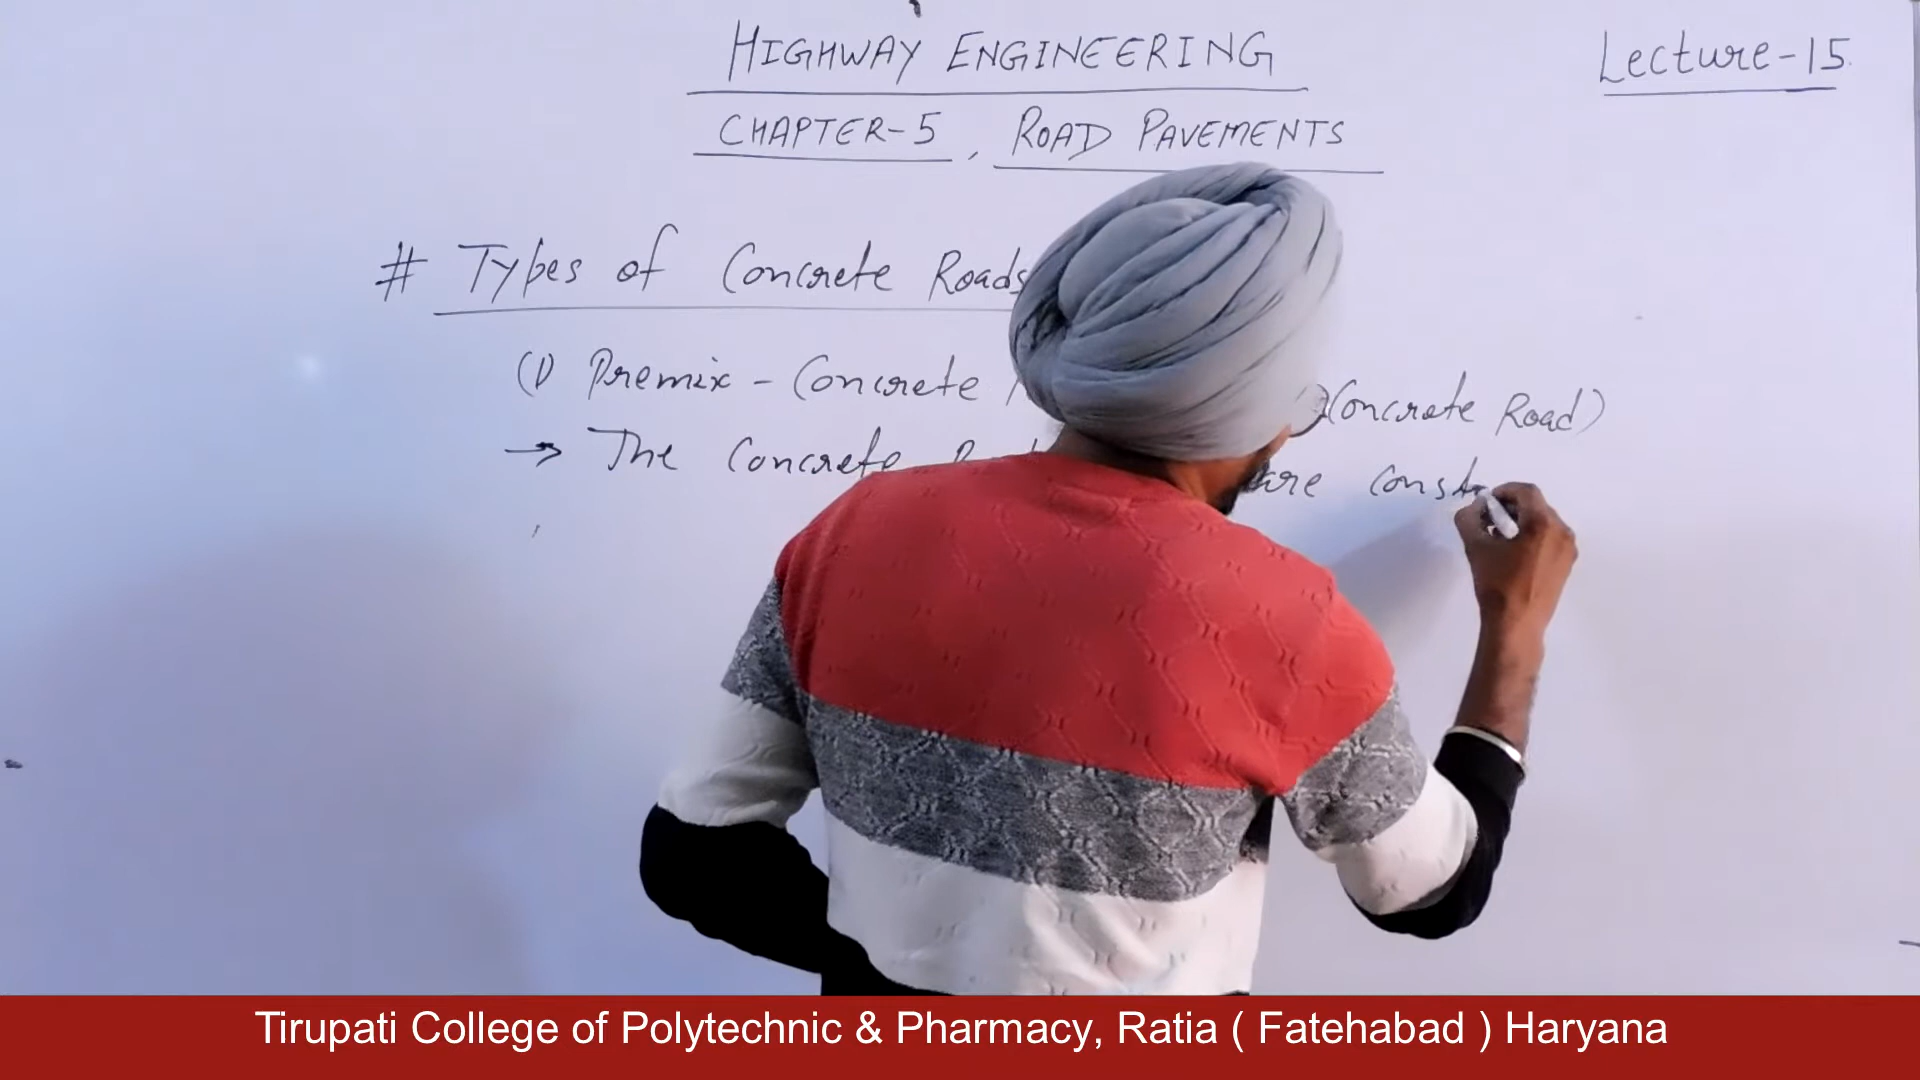 HIGHWAY ENGINEERING
Lecture-15.
CHAPTER-5, ROAD PAVEMENTS
# Types of Concrete Roads
(1) Premix - Concrete Concrete Road)
→ The Concrete are const
Tirupati College of Polytechnic & Pharmacy, Ratia ( Fatehabad ) Haryana